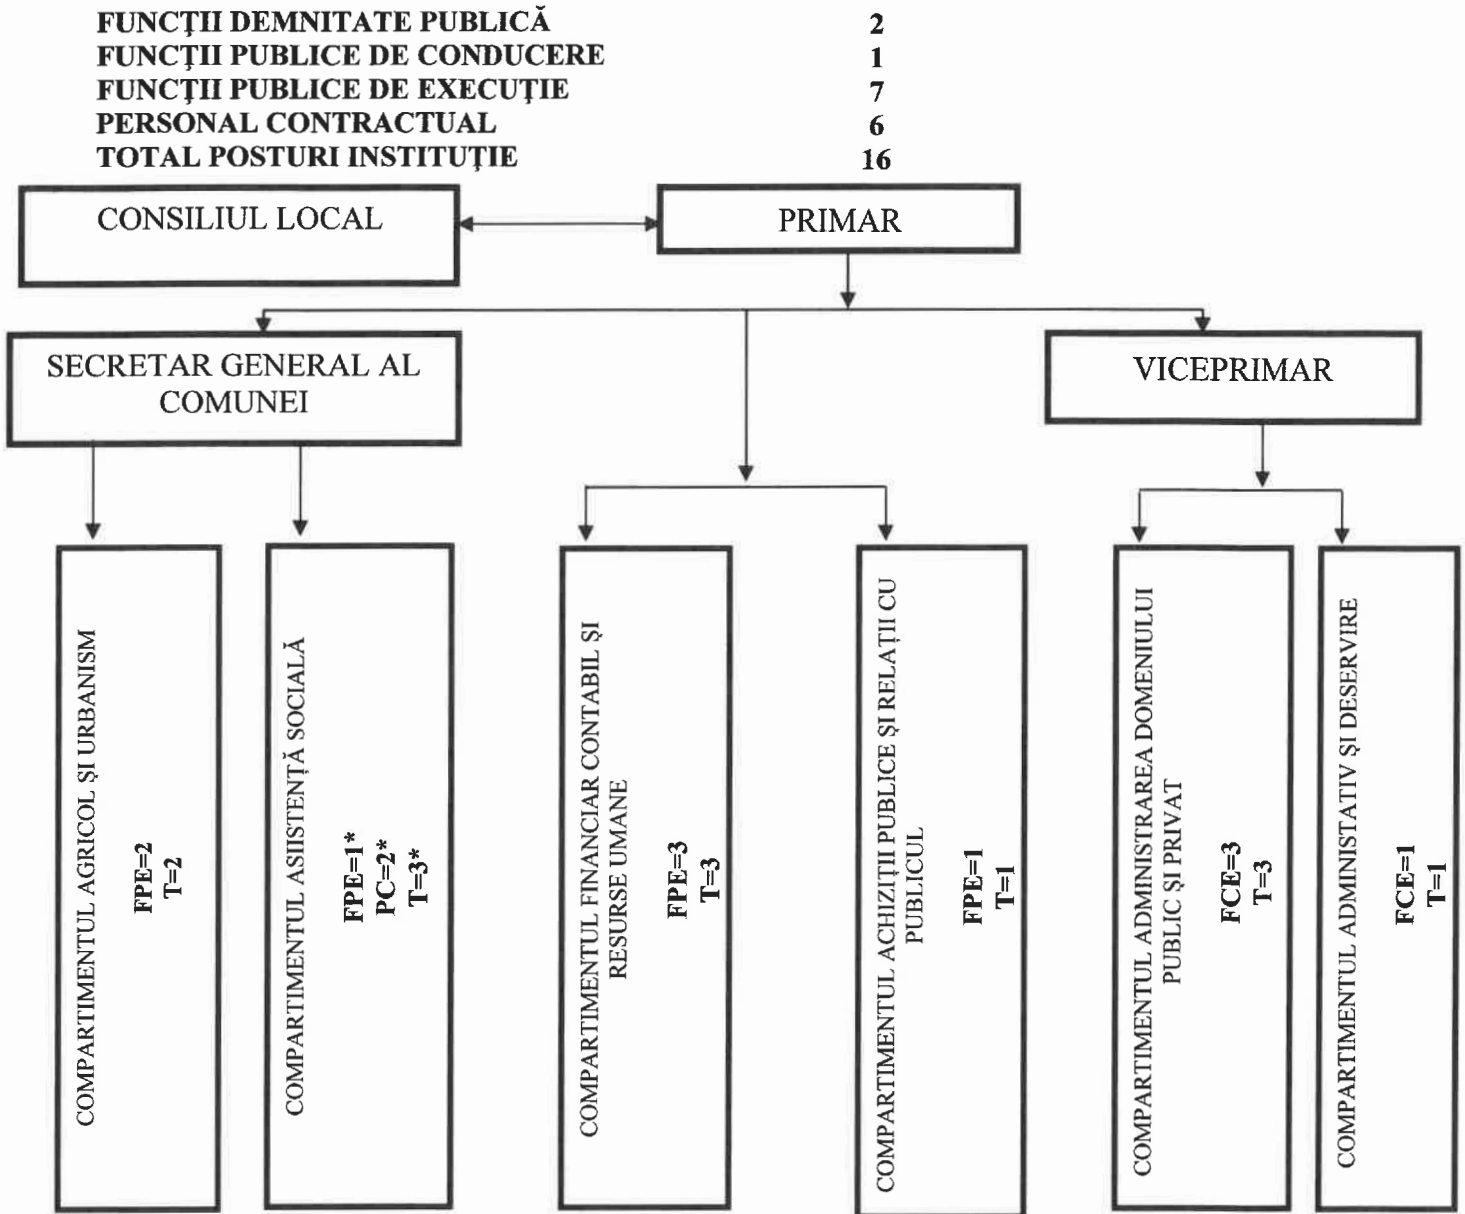 FUNCŢII DEMNITATE PUBLICĂ 2
FUNCŢII PUBLICE DE CONDUCERE 1
FUNCŢII PUBLICE DE EXECUŢIE 7
PERSONAL CONTRACTUAL 6
TOTAL POSTURI INSTITUŢIE 16
CONSILIUL LOCAL
PRIMAR
SECRETAR GENERAL AL
COMUNEI
VICEPRIMAR
COMPARTIMENTUL AGRICOL ŞI URBANISM
FPE=2
T=2
COMPARTIMENTUL ASIISTENŢĂ SOCIALĂ
FPE=1*
PC=2*
T=3*
COMPARTIMENTUL FINANCIAR CONTABIL ŞI
RESURSE UMANE
FPE=3
T=3
COMPARTIMENTUL ACHIZIŢII PUBLICE ŞI RELAŢII CU
PUBLICUL
FPE=1
T=1
COMPARTIMENTUL ADMINISTRAREA DOMENIULUI
PUBLIC ŞI PRIVAT
FCE=3
T=3
COMPARTIMENTUL ADMINISTATIV ŞI DESERVIRE
FCE=1
T=1